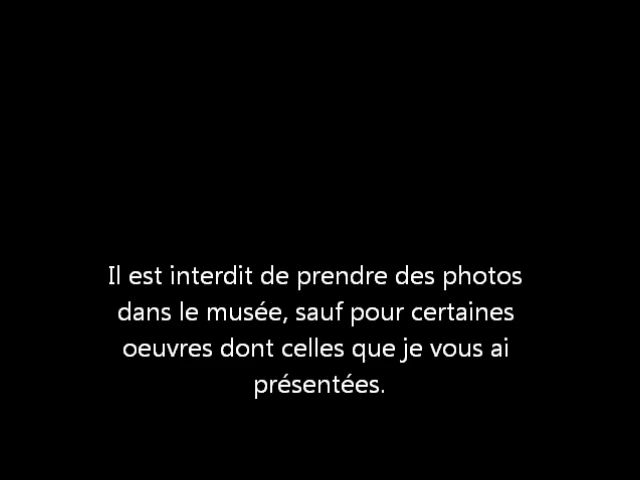 Il est interdit de prendre des photos
dans le musée, sauf pour certaines
oeuvres dont celles que je vous ai
présentées.